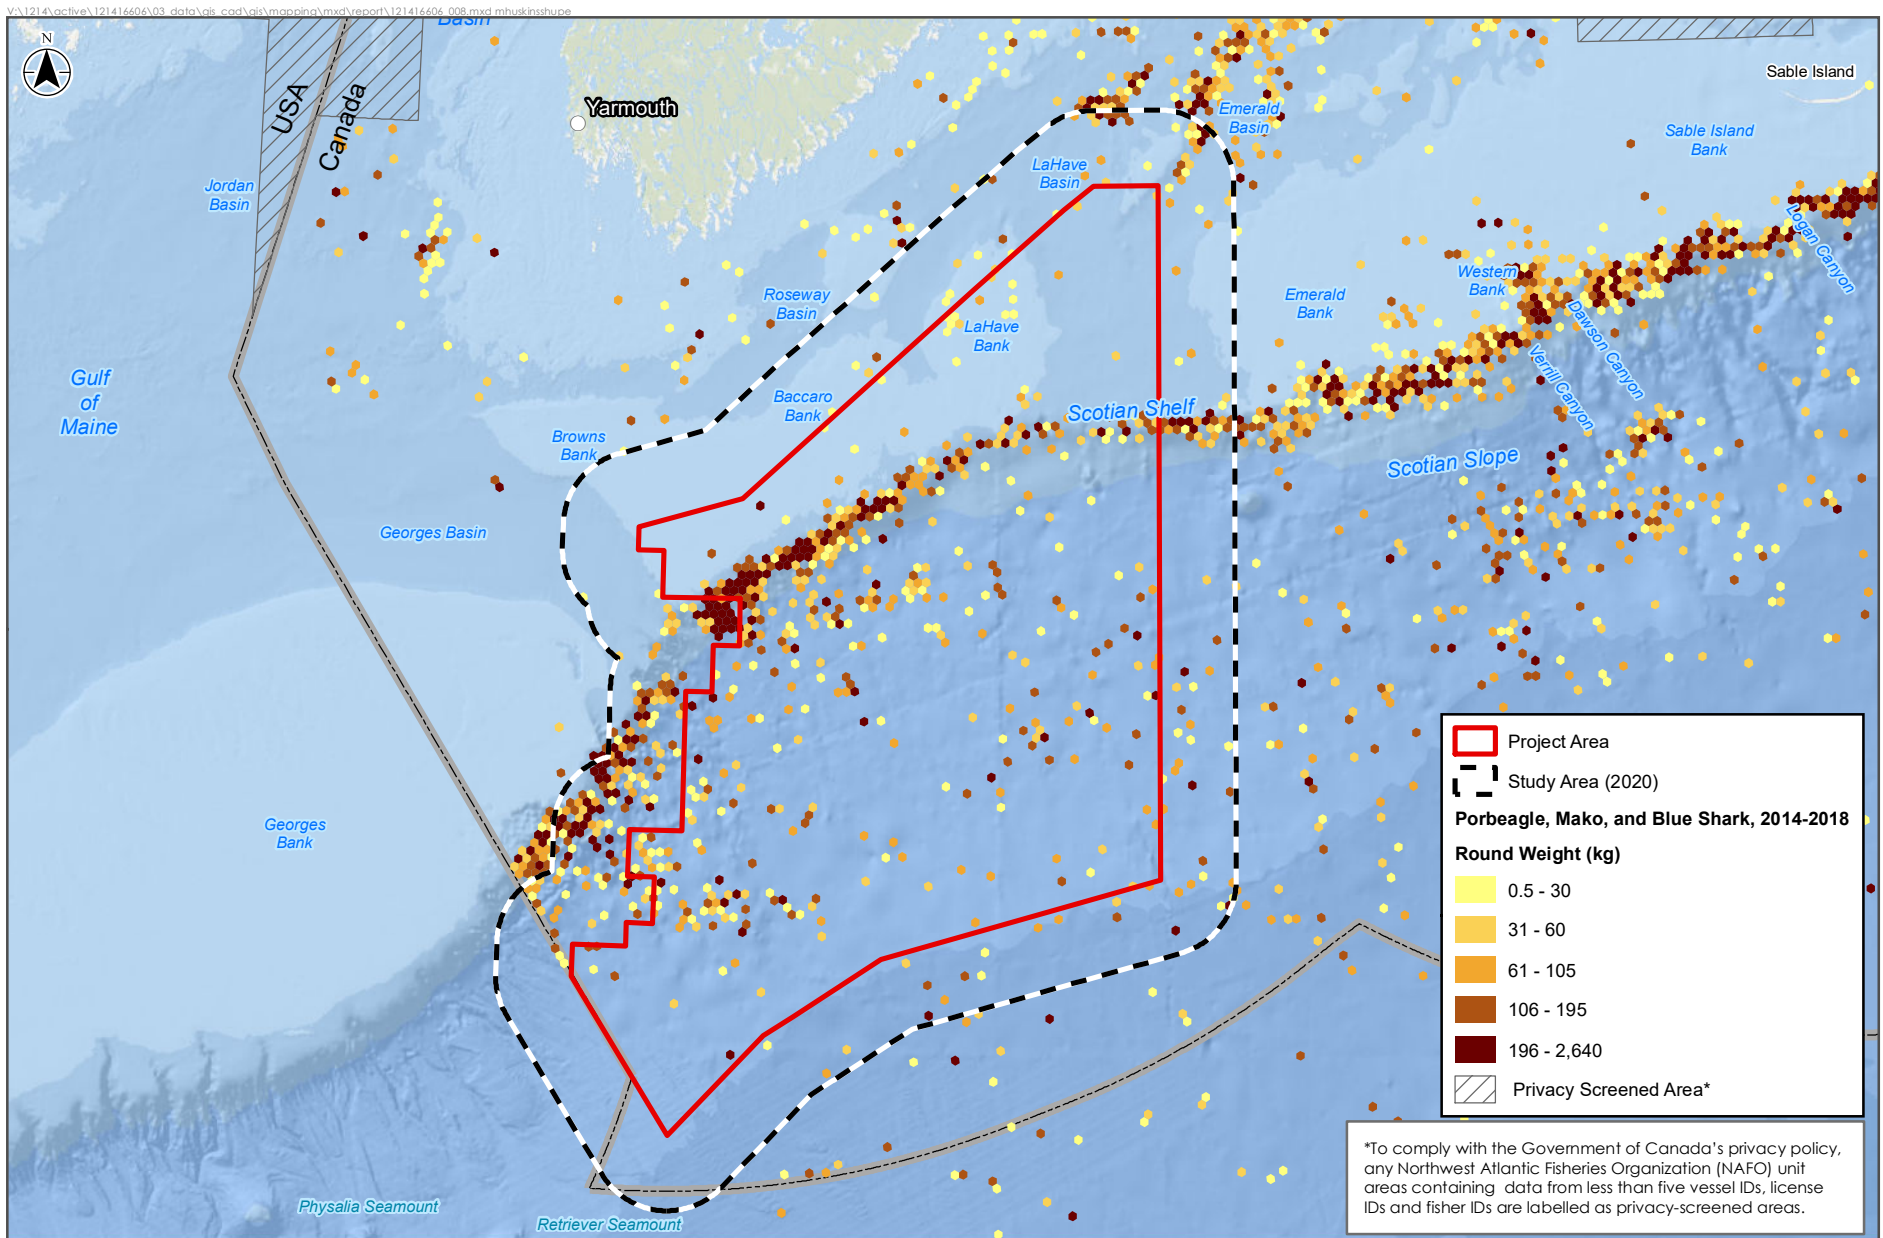 V:\1214\active\121416606\03_data\gis_cad\gis\mapping\mxd\report\121416606_008.mxd mhuskinsshupe
Basin
N
USA
Canada
Yarmouth
Sable Island
Emerald
Basin
Sable Island
Bank
LaHave
Basin
Jordan
Basin
Logan Canyon
Western
Bank
Roseway
Basin
Emerald
Bank
LaHave
Bank
Dawson Canyon
Verrill Canyon
Gulf
of
Maine
Baccaro
Bank
Scotian Shelf
Browns
Bank
Scotian Slope
Georges Basin
Georges
Bank
Physalia Seamount
Retriever Seamount
Project Area
Study Area (2020)
Porbeagle, Mako, and Blue Shark, 2014-2018
Round Weight (kg)
0.5 - 30
31 - 60
61 - 105
106 - 195
196 - 2,640
Privacy Screened Area*
*To comply with the Government of Canada's privacy policy,
any Northwest Atlantic Fisheries Organization (NAFO) unit
areas containing  data from less than five vessel IDs, license
IDs and fisher IDs are labelled as privacy-screened areas.